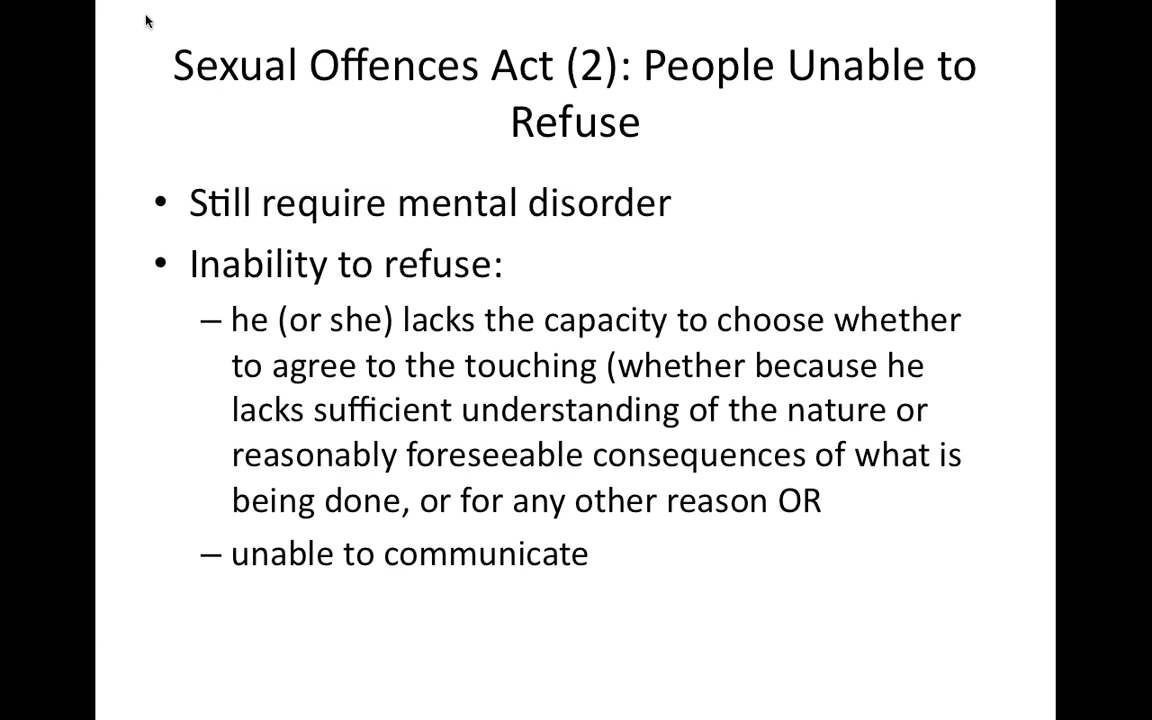 Sexual Offences Act (2): People Unable to
Refuse
• Still require mental disorder
• Inability to refuse:
– he (or she) lacks the capacity to choose whether
to agree to the touching (whether because he
lacks sufficient understanding of the nature or
reasonably foreseeable consequences of what is
being done, or for any other reason OR
– unable to communicate